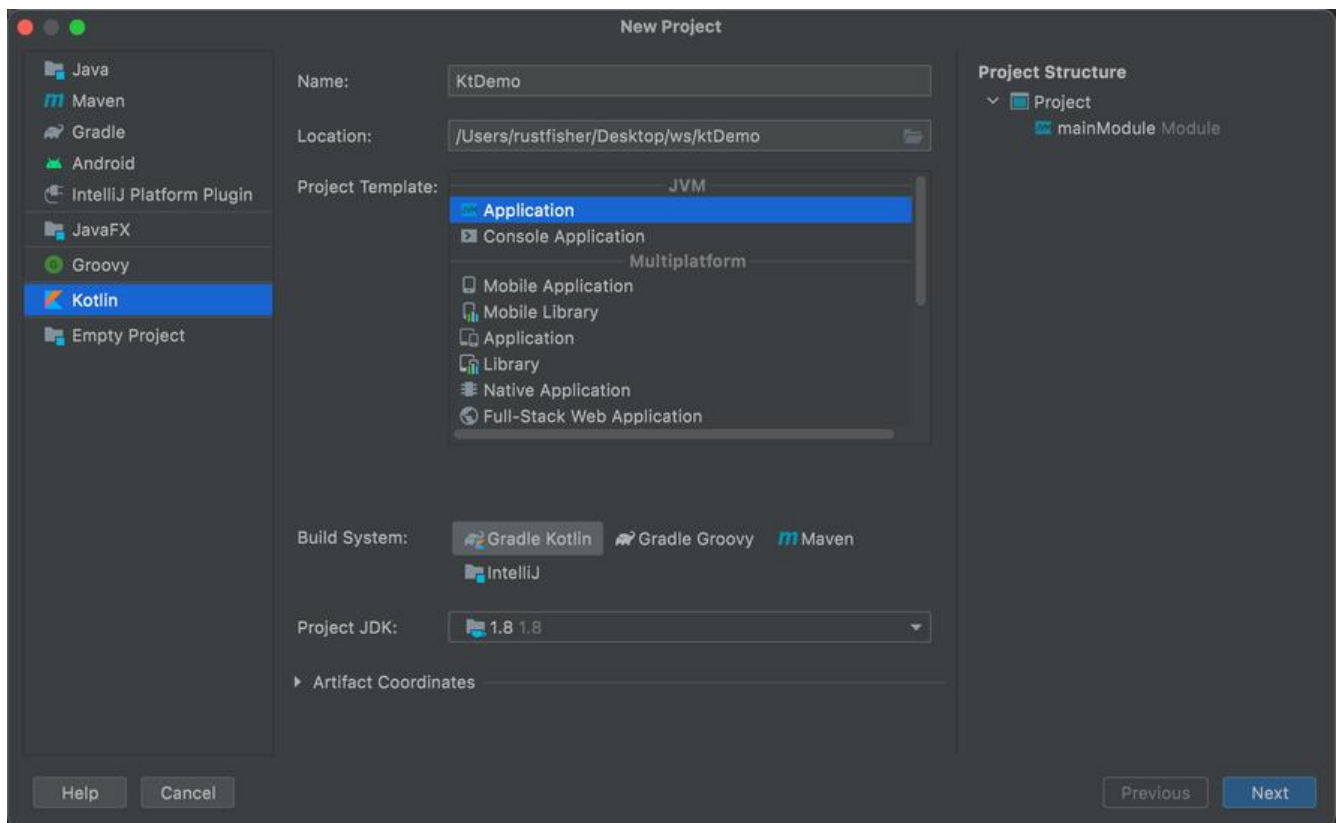 New Project
Java
Maven
Gradle
Android
IntelliJ Platform Plugin
JavaFX
Groovy
Kotlin
Empty Project
Name: KtDemo
Location: /Users/rustfisher/Desktop/ws/ktDemo
Project Template:
JVM
Application
Console Application
Multiplatform
Mobile Application
Mobile Library
Application
Library
Native Application
Full-Stack Web Application
Build System: Gradle Kotlin Gradle Groovy Maven
IntelliJ
Project JDK: 1.8 1.8
Artifact Coordinates
Project Structure
Project
mainModule Module
Help Cancel Previous Next